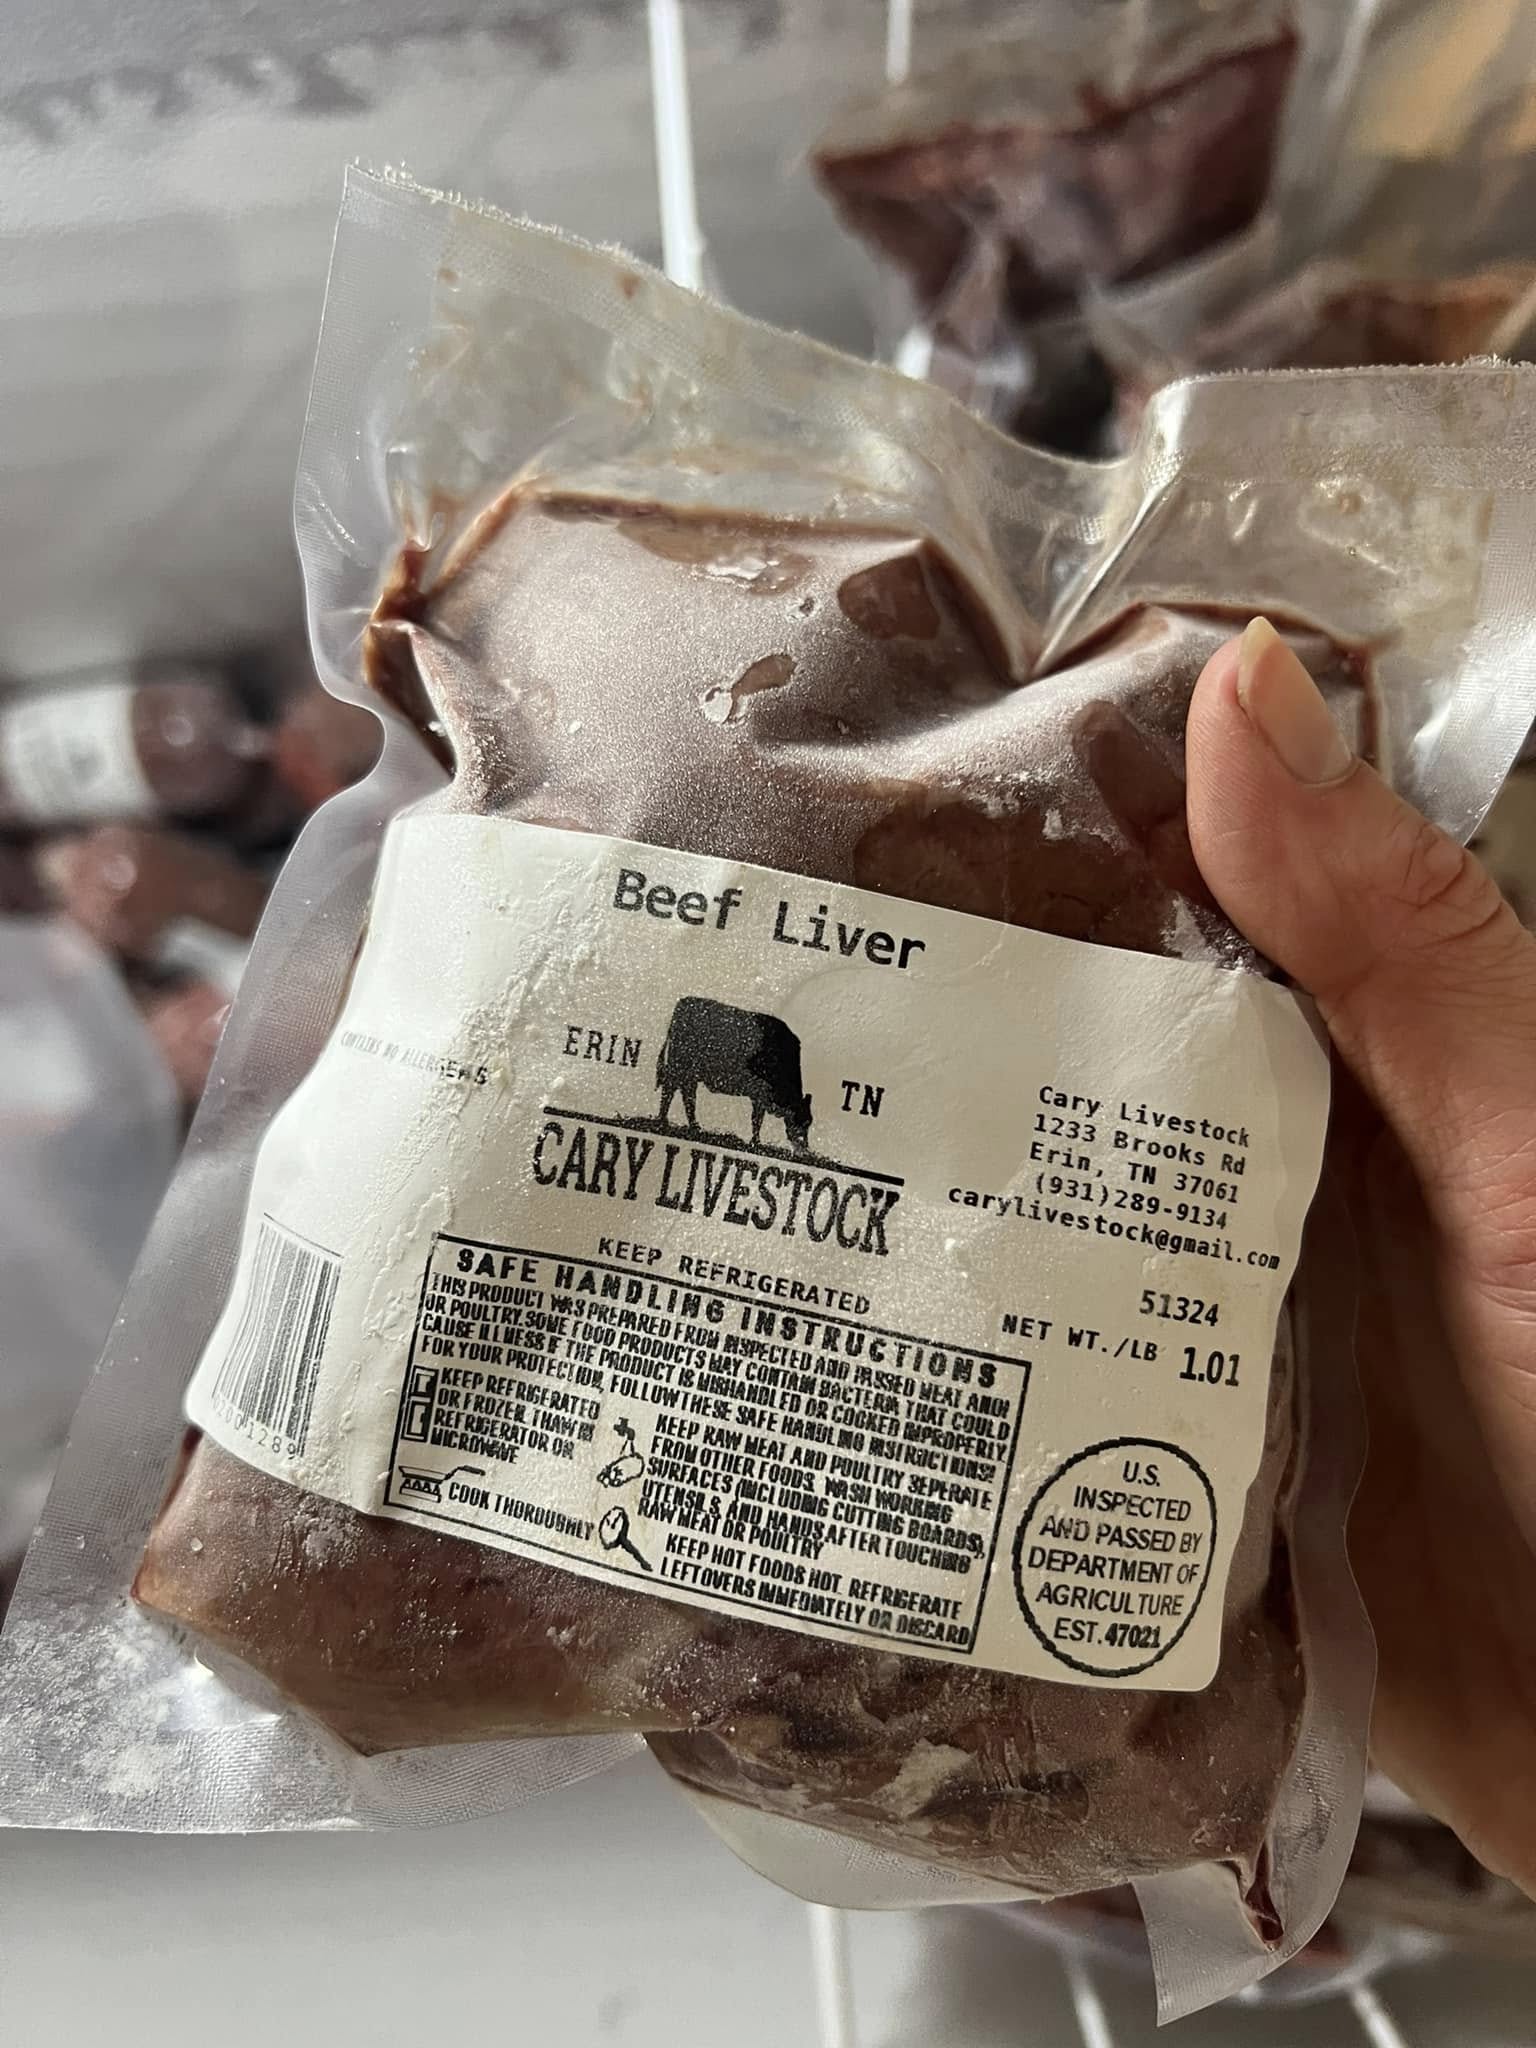 Beef Liver
CONTAINS NO ALLERGENS
ERIN TN
CARY LIVESTOCK
Cary Livestock
1233 Brooks Rd
Erin, TN 37061
(931)289-9134
carylivestock@gmail.com
51324
NET WT./LB 1.01
KEEP REFRIGERATED
SAFE HANDLING INSTRUCTIONS
THIS PRODUCT WAS PREPARED FROM INSPECTED AND PASSED MEAT AND/
OR POULTRY. SOME FOOD PRODUCTS MAY CONTAIN BACTERIA THAT COULD
CAUSE ILLNESS IF THE PRODUCT IS MISHANDLED OR COOKED IMPROPERLY.
FOR YOUR PROTECTION, FOLLOW THESE SAFE HANDLING INSTRUCTIONS!
KEEP REFRIGERATED
OR FROZEN. THAW IN
REFRIGERATOR OR
MICROWAVE
KEEP RAW MEAT AND POULTRY SEPERATE
FROM OTHER FOODS. WASH WORKING
SURFACES (INCLUDING CUTTING BOARDS),
UTENSILS, AND HANDS AFTER TOUCHING
RAW MEAT OR POULTRY
COOK THOROUGHLY
KEEP HOT FOODS HOT. REFRIGERATE
LEFTOVERS IMMEDIATELY OR DISCARD
U.S.
INSPECTED
AND PASSED BY
DEPARTMENT OF
AGRICULTURE
EST.47021